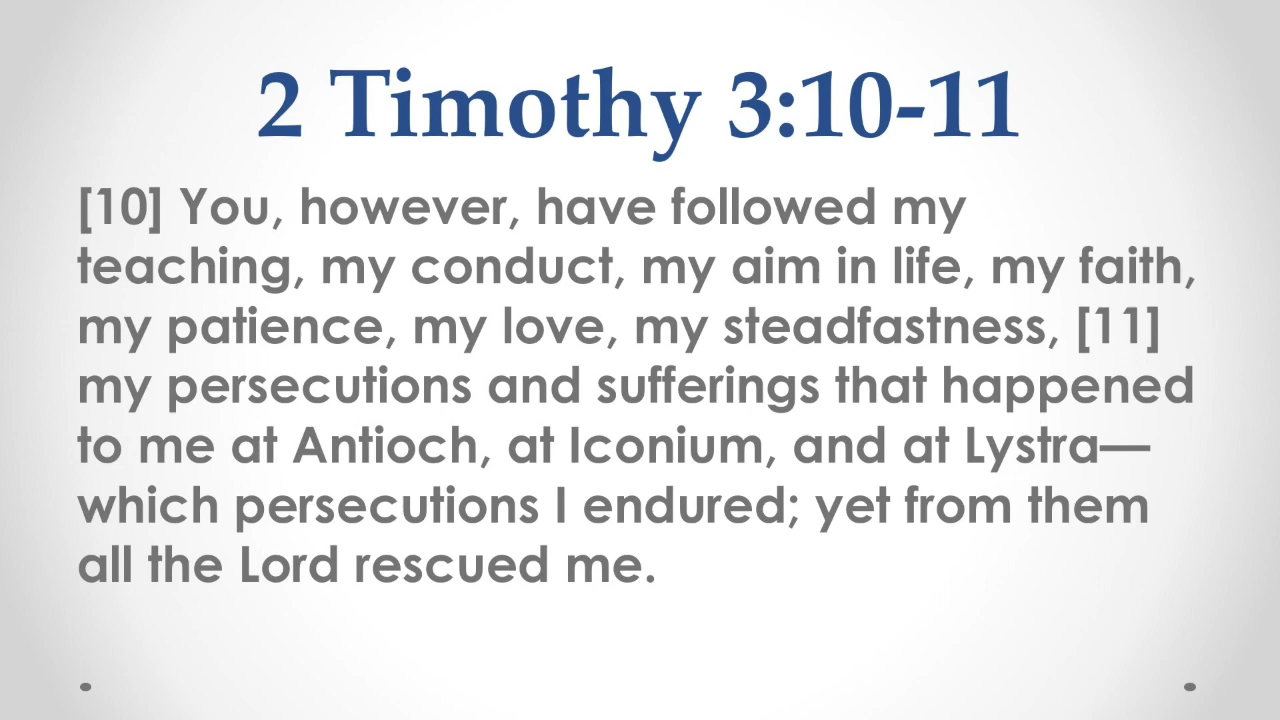 2 Timothy 3:10-11
[10] You, however, have followed my
teaching, my conduct, my aim in life, my faith,
my patience, my love, my steadfastness, [11]
my persecutions and sufferings that happened
to me at Antioch, at Iconium, and at Lystra—
which persecutions I endured; yet from them
all the Lord rescued me.